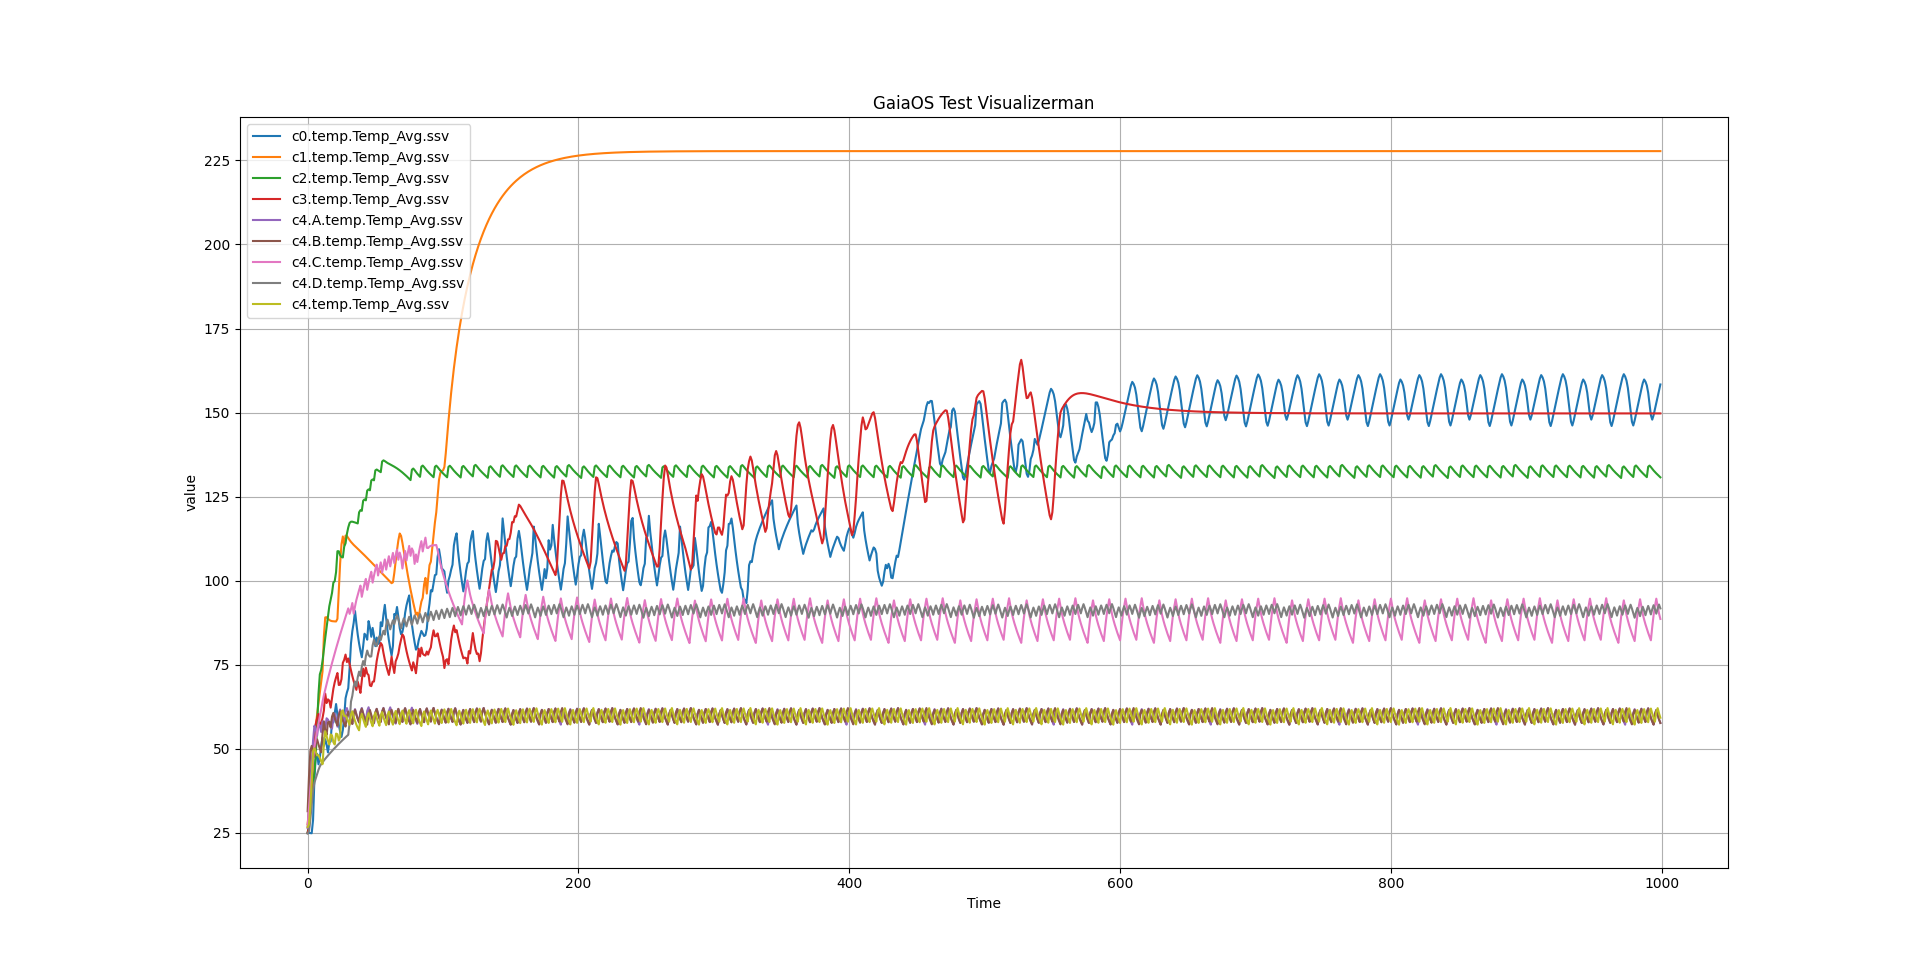 GaiaOS Test Visualizerman
c0.temp.Temp_Avg.ssv
c1.temp.Temp_Avg.ssv
c2.temp.Temp_Avg.ssv
c3.temp.Temp_Avg.ssv
c4.A.temp.Temp_Avg.ssv
c4.B.temp.Temp_Avg.ssv
c4.C.temp.Temp_Avg.ssv
c4.D.temp.Temp_Avg.ssv
c4.temp.Temp_Avg.ssv
value
225
200
175
150
125
100
75
50
25
0 200 400 600 800 1000
Time